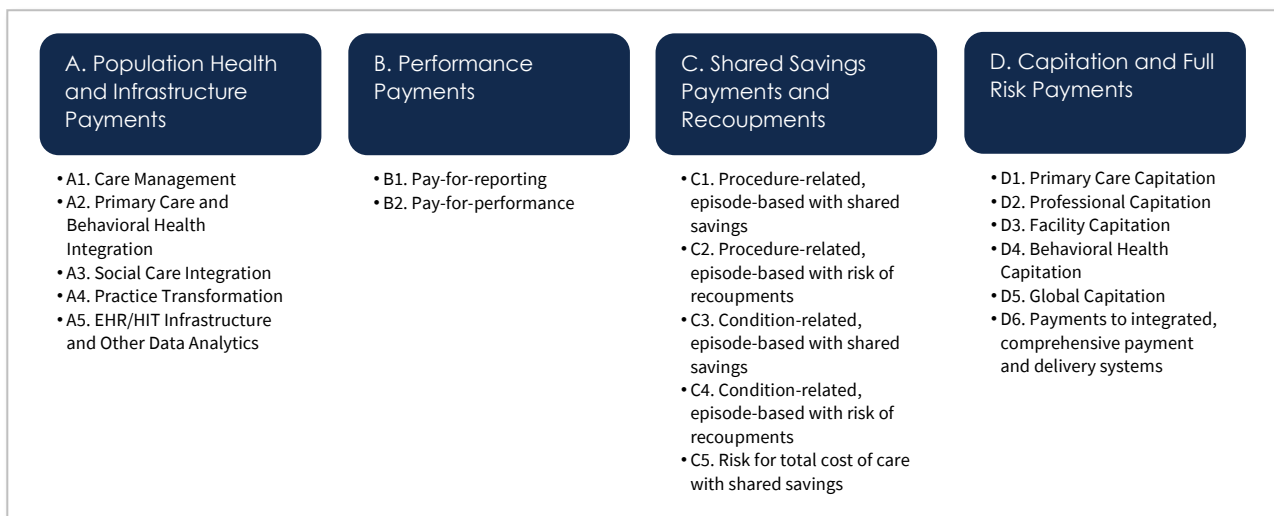 A. Population Health
and Infrastructure
Payments
• A1. Care Management
• A2. Primary Care and
Behavioral Health
Integration
• A3. Social Care Integration
• A4. Practice Transformation
• A5. EHR/HIT Infrastructure
and Other Data Analytics
B. Performance
Payments
• B1. Pay-for-reporting
• B2. Pay-for-performance
C. Shared Savings
Payments and
Recoupments
• C1. Procedure-related,
episode-based with shared
savings
• C2. Procedure-related,
episode-based with risk of
recoupments
• C3. Condition-related,
episode-based with shared
savings
• C4. Condition-related,
episode-based with risk of
recoupments
• C5. Risk for total cost of care
with shared savings
D. Capitation and Full
Risk Payments
• D1. Primary Care Capitation
• D2. Professional Capitation
• D3. Facility Capitation
• D4. Behavioral Health
Capitation
• D5. Global Capitation
• D6. Payments to integrated,
comprehensive payment
and delivery systems